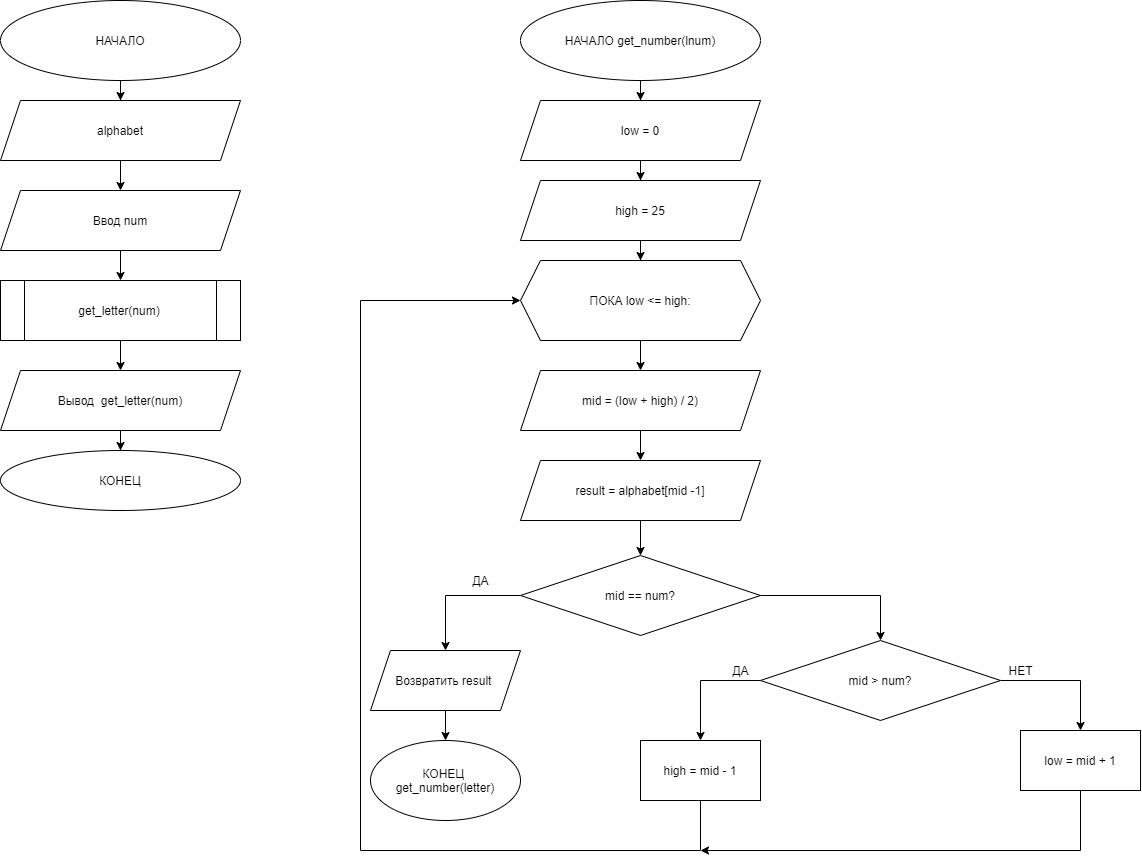 НАЧАЛО
alphabet
Ввод num
get_letter(num)
Вывод  get_letter(num)
КОНЕЦ
НАЧАЛО get_number(lnum)
low = 0
high = 25
ПОКА low <= high:
mid = (low + high) / 2)
result = alphabet[mid -1]
mid == num?
ДА
Возвратить result
КОНЕЦ
get_number(letter)
mid > num?
ДА
НЕТ
high = mid - 1
low = mid + 1